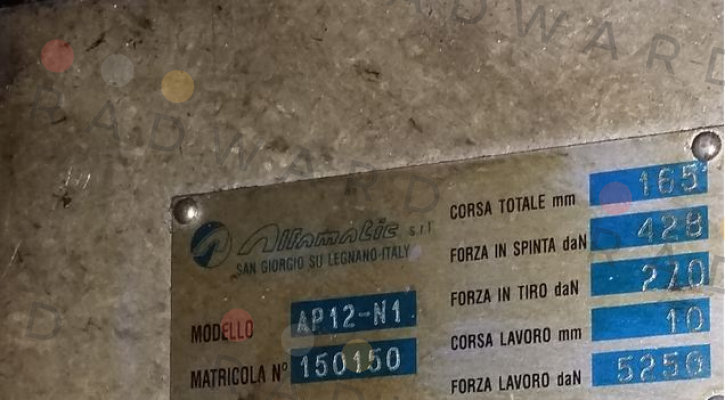 Alfamatic s.r.l
SAN GIORGIO SU LEGNANO-ITALY
MODELLO AP12-N1
MATRICOLA N° 150150
CORSA TOTALE mm 165
FORZA IN SPINTA daN 428
FORZA IN TIRO daN 270
CORSA LAVORO mm 10
FORZA LAVORO daN 5250
RADWARD